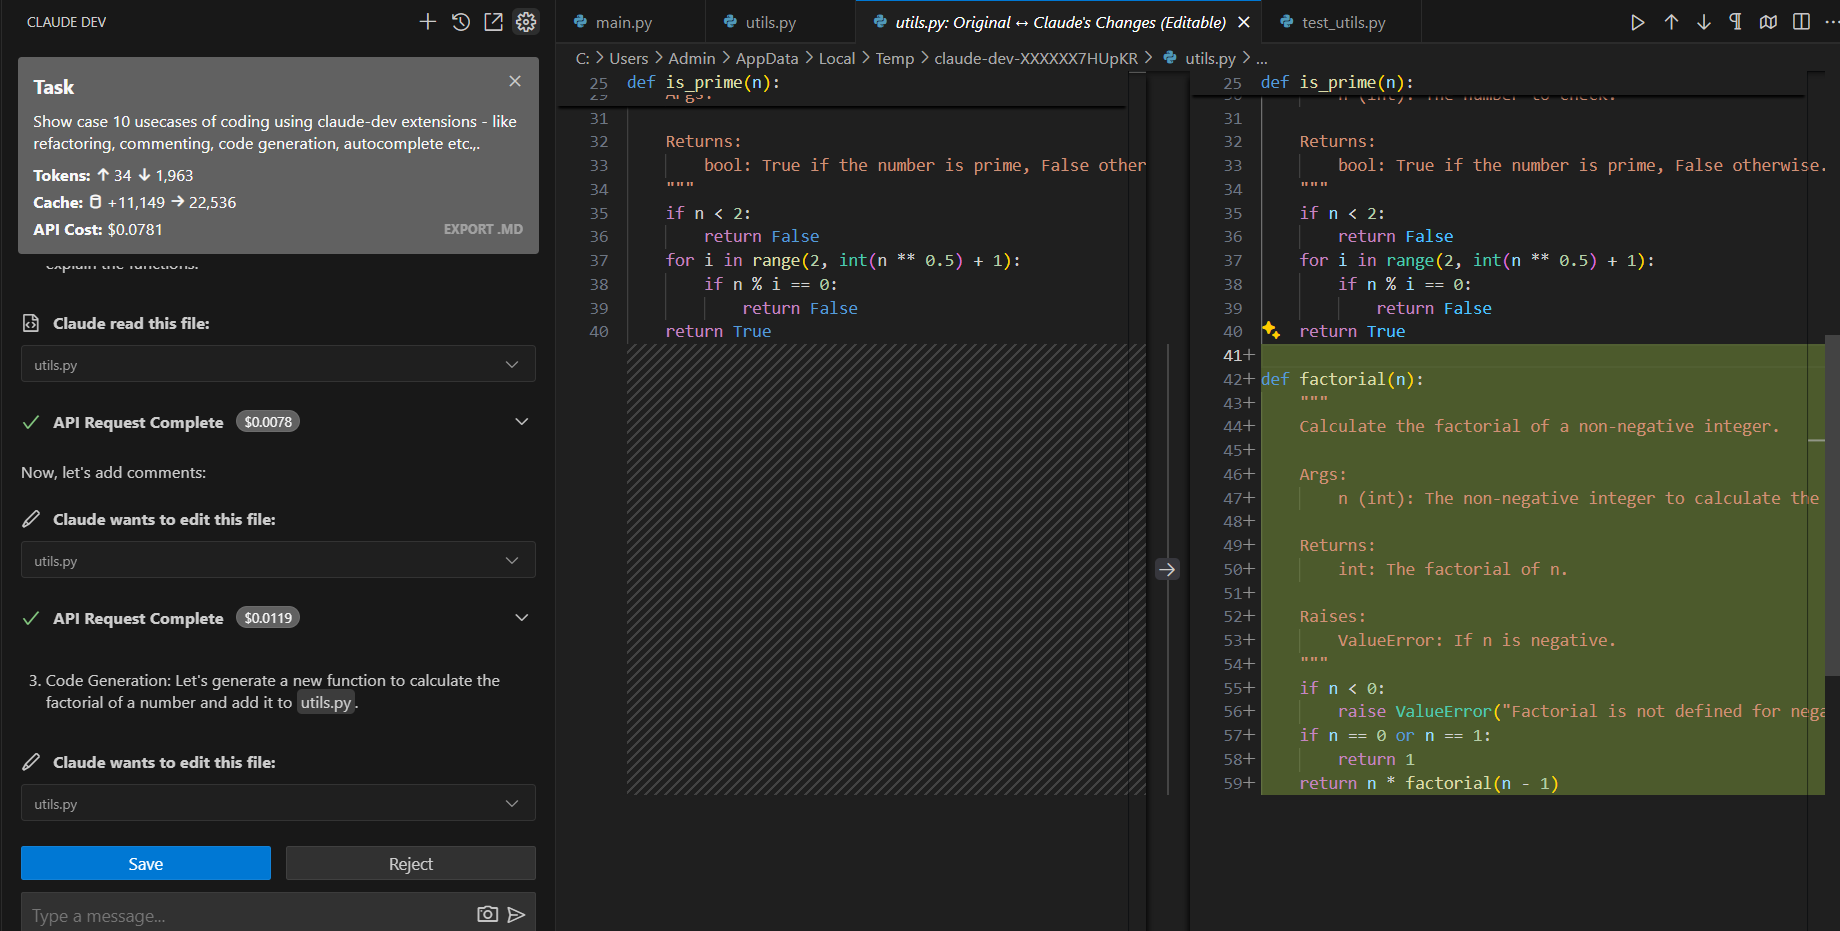 CLAUDE DEV
Task
Show case 10 usecases of coding using claude-dev extensions - like
refactoring, commenting, code generation, autocomplete etc.,.
Tokens: ↑ 34 ↓ 1,963
Cache: +11,149 → 22,536
API Cost: $0.0781
EXPORT .MD
explain the functions.
Claude read this file:
utils.py
API Request Complete $0.0078
Now, let's add comments:
Claude wants to edit this file:
utils.py
API Request Complete $0.0119
3. Code Generation: Let's generate a new function to calculate the
factorial of a number and add it to utils.py.
Claude wants to edit this file:
utils.py
Save
Reject
Type a message...
main.py
utils.py
utils.py: Original ↔ Claude's Changes (Editable)
test_utils.py
C: > Users > Admin > AppData > Local > Temp > claude-dev-XXXXXX7HUpKR > utils.py > ...
25 def is_prime(n):
29 Args:
31
32 Returns:
33 bool: True if the number is prime, False other
34 """
35 if n < 2:
36 return False
37 for i in range(2, int(n ** 0.5) + 1):
38 if n % i == 0:
39 return False
40 return True
25 def is_prime(n):
30 n (int): The number to check.
31
32 Returns:
33 bool: True if the number is prime, False otherwise.
34 """
35 if n < 2:
36 return False
37 for i in range(2, int(n ** 0.5) + 1):
38 if n % i == 0:
39 return False
40 return True
41+
42+ def factorial(n):
43+ """
44+ Calculate the factorial of a non-negative integer.
45+
46+ Args:
47+ n (int): The non-negative integer to calculate the
48+
49+ Returns:
50+ int: The factorial of n.
51+
52+ Raises:
53+ ValueError: If n is negative.
54+ """
55+ if n < 0:
56+ raise ValueError("Factorial is not defined for nega
57+ if n == 0 or n == 1:
58+ return 1
59+ return n * factorial(n - 1)